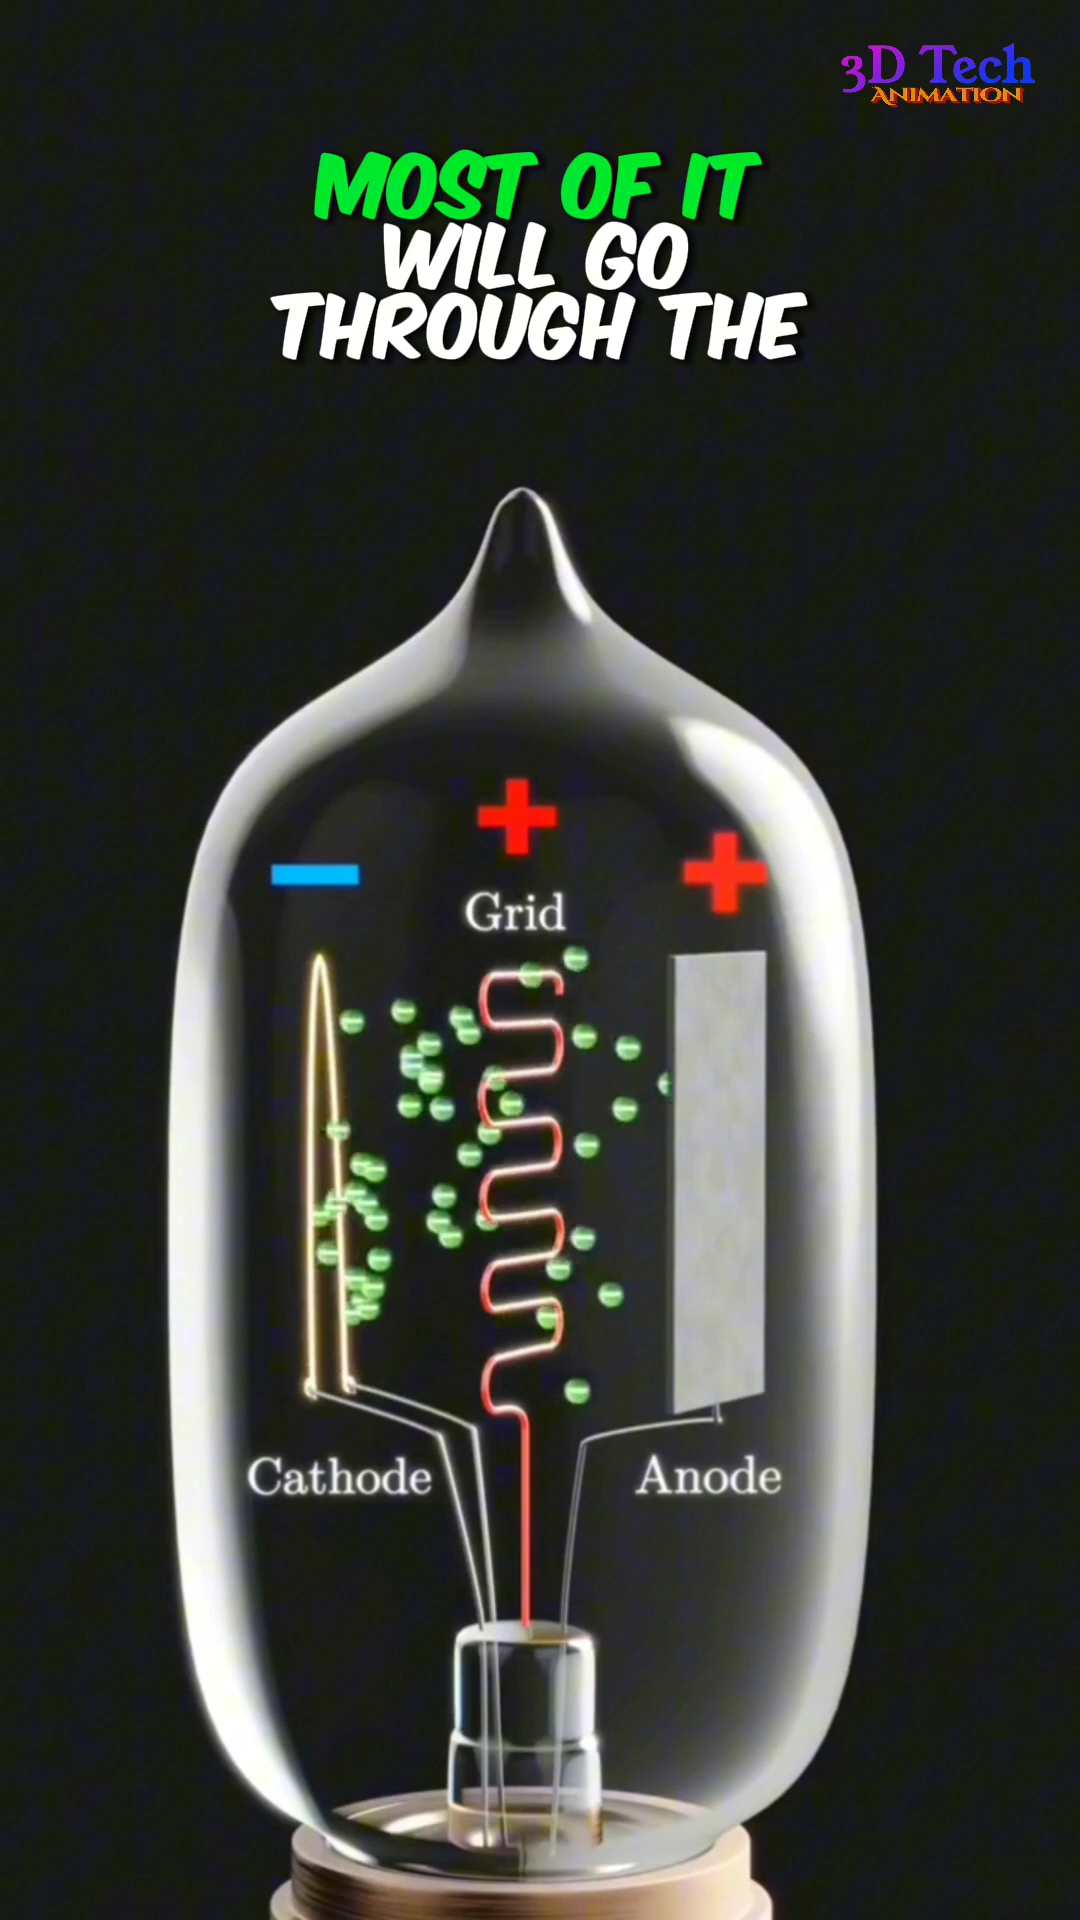 3D Tech
ANIMATION
MOST OF IT
WILL GO
THROUGH THE
Grid
Cathode
Anode